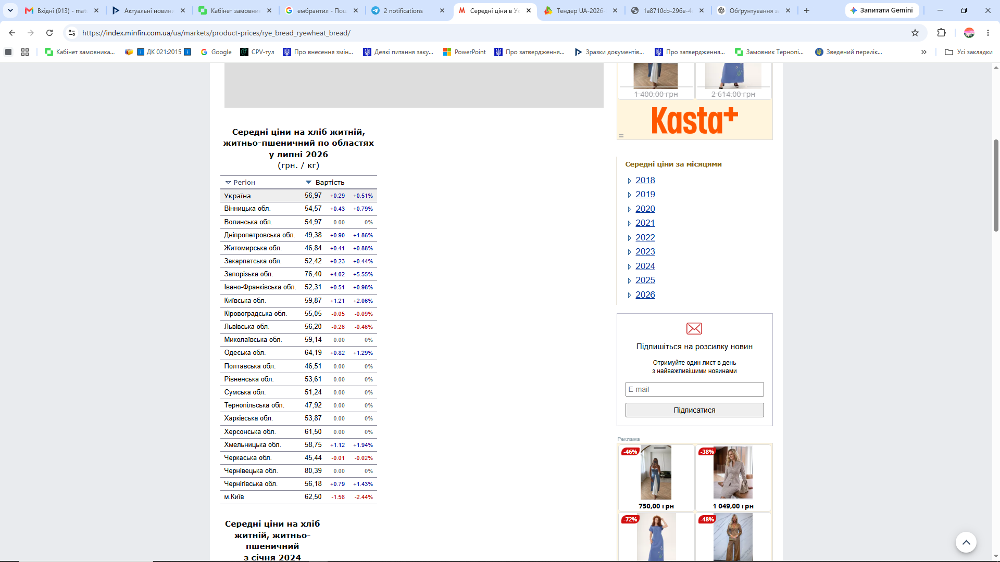 Вхідні (913) - mat
Актуальні новини
Кабінет замовник
ембрантил - Пош
2 notifications
Середні ціни в Ук
Тендер UA-2026-
1a8710cb-296e-4
Обґрунтування з
Запитати Gemini
https://index.minfin.com.ua/ua/markets/product-prices/rye_bread_ryewheat_bread/
Кабінет замовника...
ДК 021:2015
Google
CPV-тул
Про внесення змін...
Деякі питання заку...
PowerPoint
Про затвердження...
Зразки документів...
Про затвердження...
Замовник Тернопі...
Зведений перелік...
Усі закладки
1 400,00 грн
2 614,00 грн
Kasta+
Середні ціни на хліб житній,
житньо-пшеничний по областях
у липні 2026
(грн. / кг)
Регіон Вартість
Україна 56,97 +0.29 +0.51%
Вінницька обл. 54,57 +0.43 +0.79%
Волинська обл. 54,97 0.00 0%
Дніпропетровська обл. 49,38 +0.90 +1.86%
Житомирська обл. 46,84 +0.41 +0.88%
Закарпатська обл. 52,42 +0.23 +0.44%
Запорізька обл. 76,40 +4.02 +5.55%
Івано-Франківська обл. 52,31 +0.51 +0.98%
Київська обл. 59,87 +1.21 +2.06%
Кіровоградська обл. 55,05 -0.05 -0.09%
Львівська обл. 56,20 -0.26 -0.46%
Миколаївська обл. 59,14 0.00 0%
Одеська обл. 64,19 +0.82 +1.29%
Полтавська обл. 46,51 0.00 0%
Рівненська обл. 53,61 0.00 0%
Сумська обл. 51,24 0.00 0%
Тернопільська обл. 47,92 0.00 0%
Харківська обл. 53,87 0.00 0%
Херсонська обл. 61,50 0.00 0%
Хмельницька обл. 58,75 +1.12 +1.94%
Черкаська обл. 45,44 -0.01 -0.02%
Чернівецька обл. 80,39 0.00 0%
Чернігівська обл. 56,18 +0.79 +1.43%
м.Київ 62,50 -1.56 -2.44%
Середні ціни на хліб
житній, житньо-
пшеничний
з січня 2024
Середні ціни за місяцями
2018
2019
2020
2021
2022
2023
2024
2025
2026
Підпишіться на розсилку новин
Отримуйте один лист в день
з найважливішими новинами
E-mail
Підписатися
Реклама
-46%
-38%
750,00 грн
1 049,00 грн
-72%
-48%